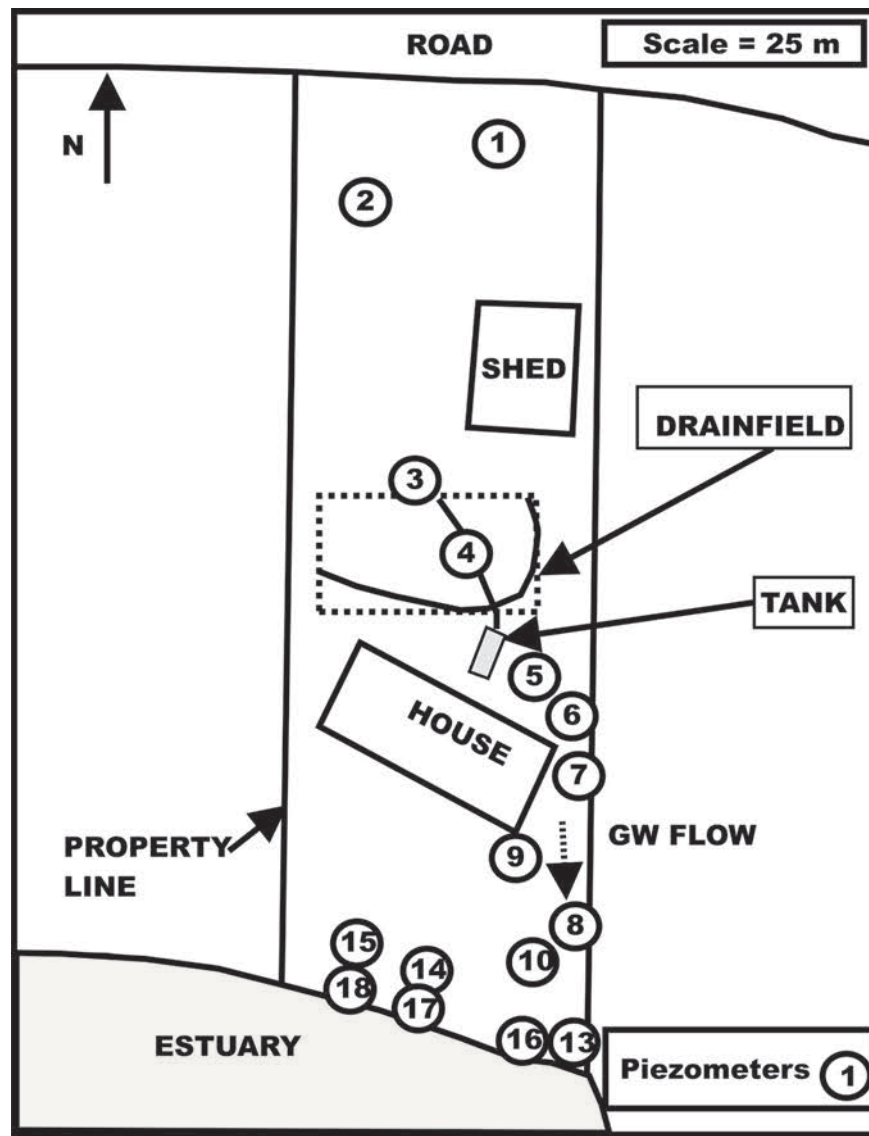 ROAD
Scale = 25 m
N
1
2
SHED
DRAINFIELD
3
4
TANK
5
6
HOUSE
7
PROPERTY
LINE
GW FLOW
9
8
15
14
10
18
17
16
13
ESTUARY
Piezometers 1